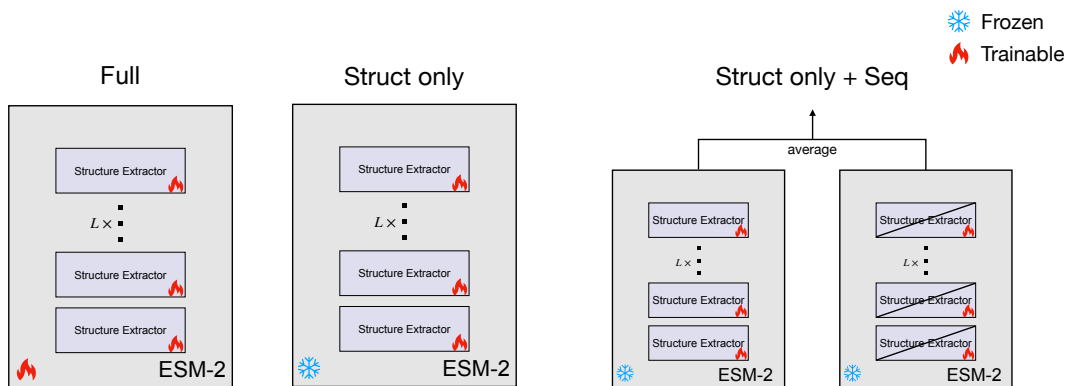 Frozen
Trainable
Full
Struct only
Struct only + Seq
average
Structure Extractor
L ×
Structure Extractor
Structure Extractor
ESM-2
Structure Extractor
L ×
Structure Extractor
Structure Extractor
ESM-2
Structure Extractor
L ×
Structure Extractor
Structure Extractor
ESM-2
Structure Extractor
L ×
Structure Extractor
Structure Extractor
ESM-2